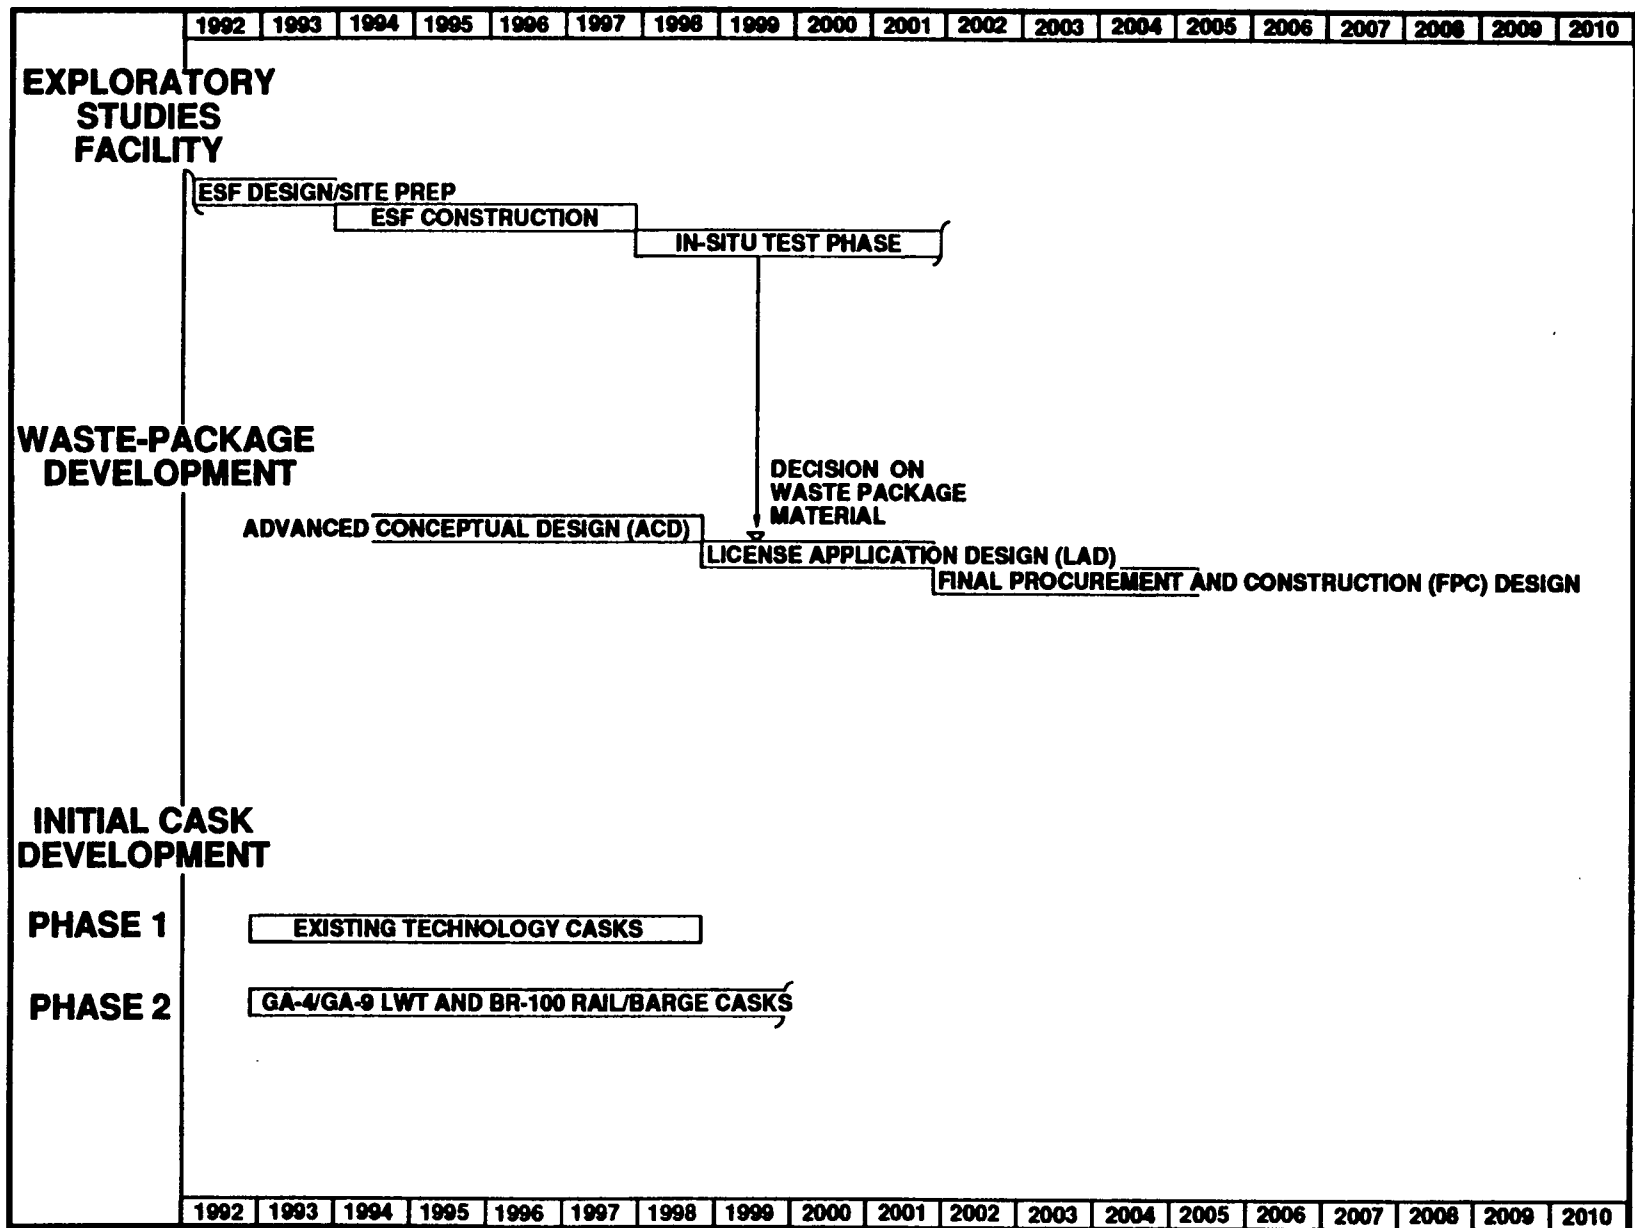 1992 1993 1994 1995 1996 1997 1998 1999 2000 2001 2002 2003 2004 2005 2006 2007 2008 2009 2010
EXPLORATORY
STUDIES
FACILITY
ESF DESIGN/SITE PREP
ESF CONSTRUCTION
IN-SITU TEST PHASE
WASTE-PACKAGE
DEVELOPMENT
DECISION ON
WASTE PACKAGE
MATERIAL
ADVANCED CONCEPTUAL DESIGN (ACD)
LICENSE APPLICATION DESIGN (LAD)
FINAL PROCUREMENT AND CONSTRUCTION (FPC) DESIGN
INITIAL CASK
DEVELOPMENT
PHASE 1
EXISTING TECHNOLOGY CASKS
PHASE 2
GA-4/GA-9 LWT AND BR-100 RAIL/BARGE CASKS
1992 1993 1994 1995 1996 1997 1998 1999 2000 2001 2002 2003 2004 2005 2006 2007 2008 2009 2010